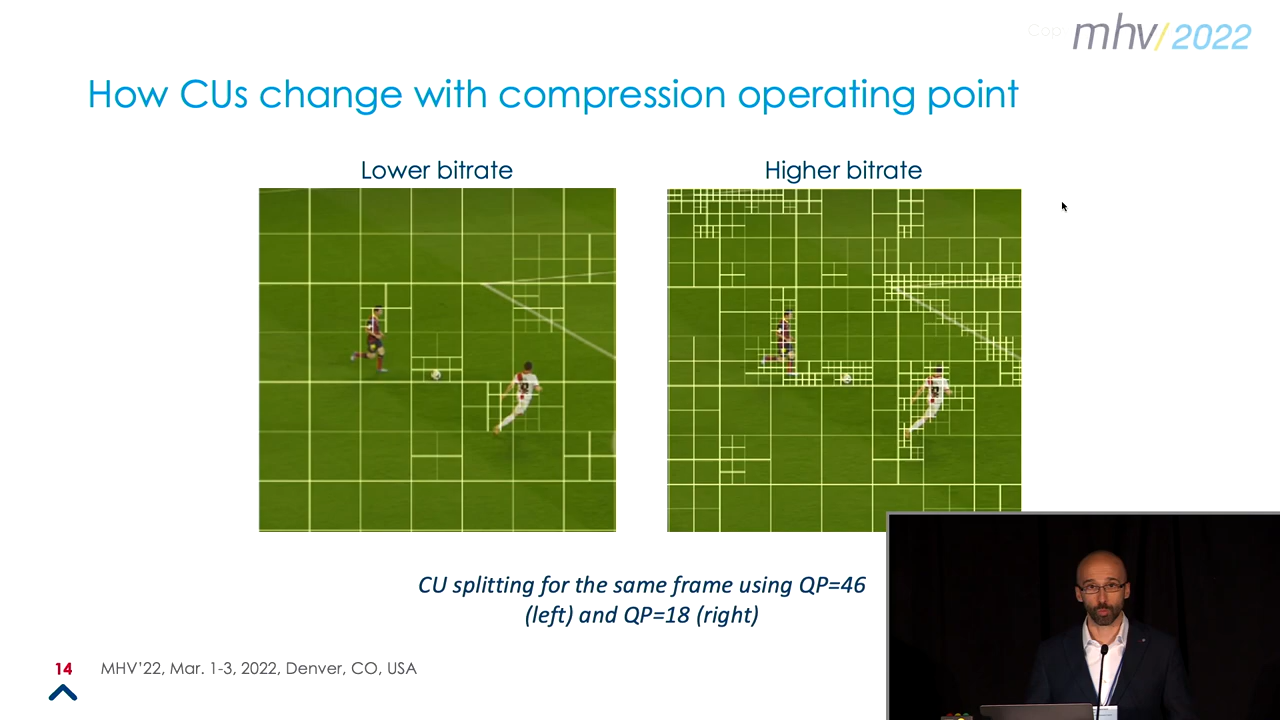 Cop
mhv/2022
How CUs change with compression operating point
Lower bitrate
Higher bitrate
CU splitting for the same frame using QP=46
(left) and QP=18 (right)
14
MHV'22, Mar. 1-3, 2022, Denver, CO, USA